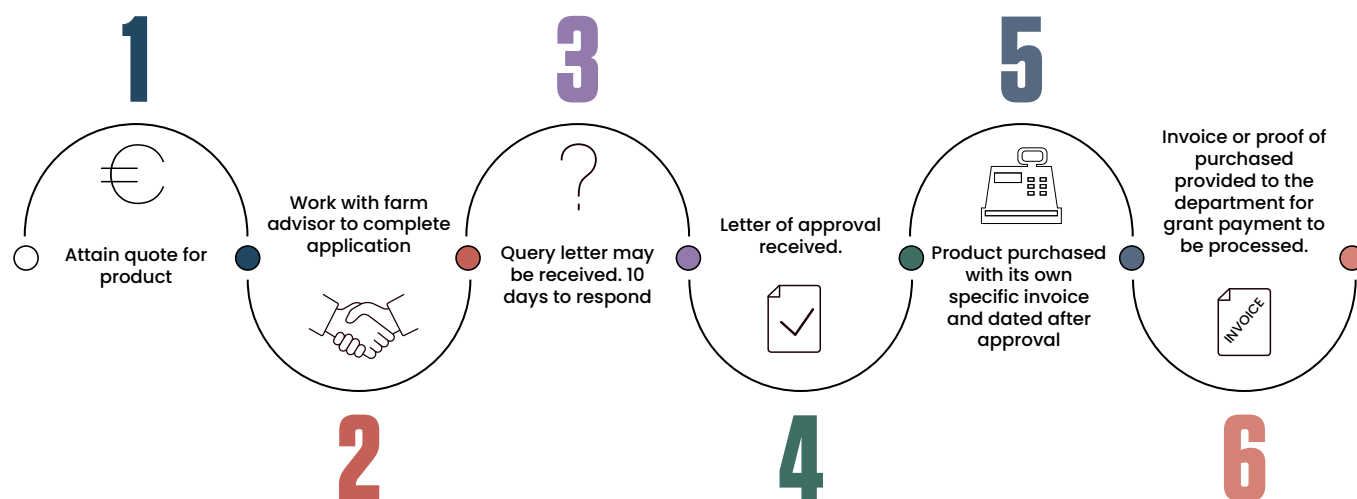 1
Attain quote for
product
2
Work with farm
advisor to complete
application
3
Query letter may
be received. 10
days to respond
4
Letter of approval
received.
5
Product purchased
with its own
specific invoice
and dated after
approval
6
Invoice or proof of
purchased
provided to the
department for
grant payment to
be processed.
INVOICE